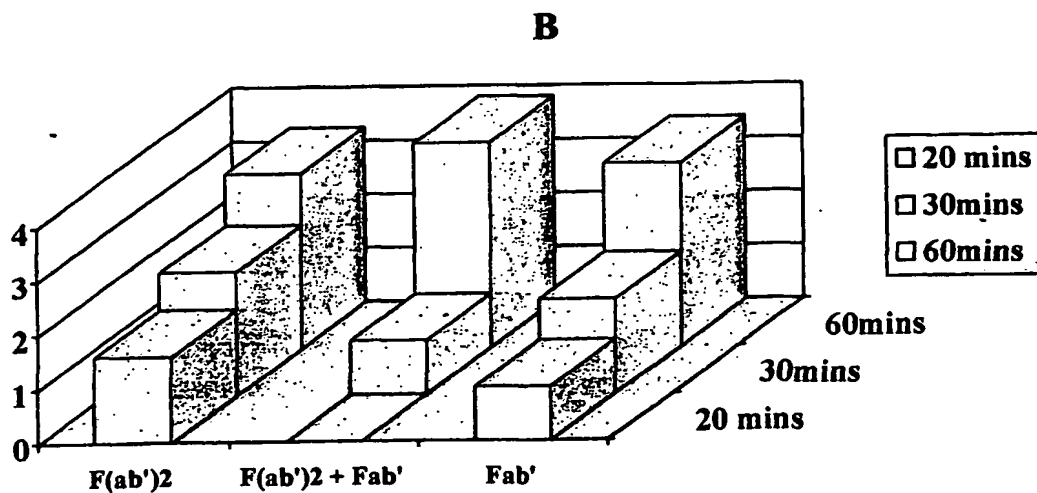 B
4
3
2
1
0
F(ab')2
F(ab')2 + Fab'
Fab'
20 mins
30mins
60mins
20 mins
30mins
60mins